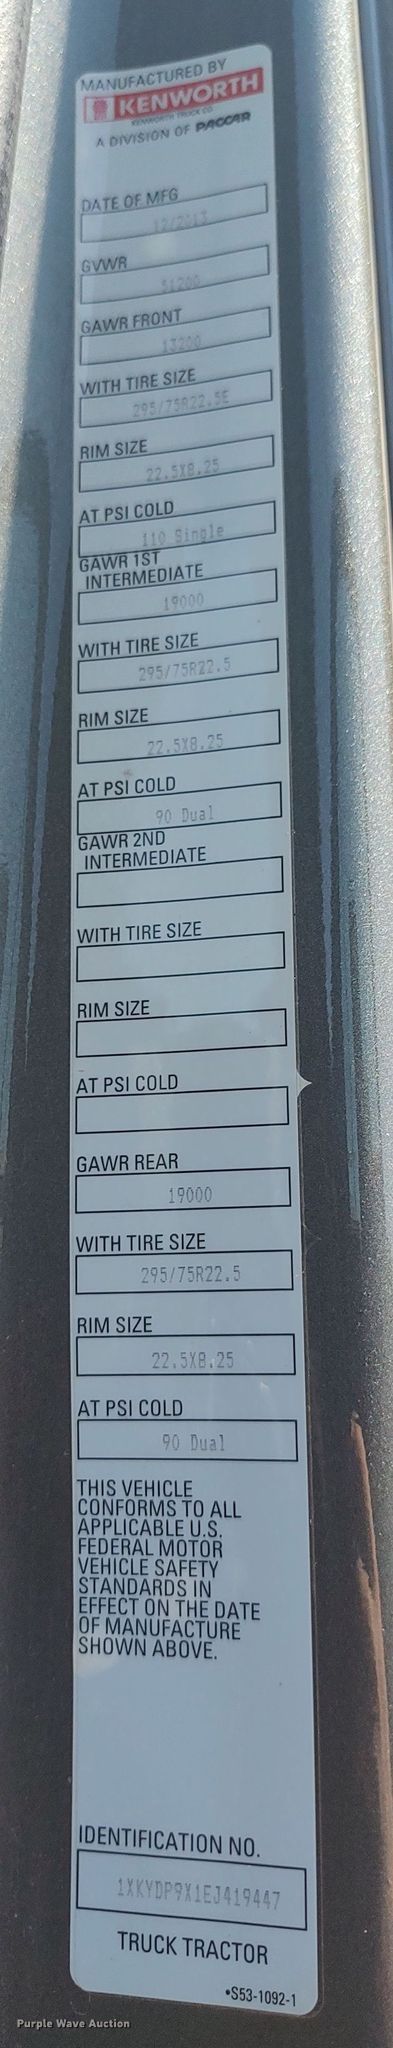 MANUFACTURED BY
KENWORTH
KENWORTH TRUCK CO.
A DIVISION OF PACCAR
DATE OF MFG
12/2013
GVWR
51200
GAWR FRONT
13200
WITH TIRE SIZE
295/75R22.5E
RIM SIZE
22.5X8.25
AT PSI COLD
110 Single
GAWR 1ST
INTERMEDIATE
19000
WITH TIRE SIZE
295/75R22.5
RIM SIZE
22.5X8.25
AT PSI COLD
90 Dual
GAWR 2ND
INTERMEDIATE
WITH TIRE SIZE
RIM SIZE
AT PSI COLD
GAWR REAR
19000
WITH TIRE SIZE
295/75R22.5
RIM SIZE
22.5X8.25
AT PSI COLD
90 Dual
THIS VEHICLE
CONFORMS TO ALL
APPLICABLE U.S.
FEDERAL MOTOR
VEHICLE SAFETY
STANDARDS IN
EFFECT ON THE DATE
OF MANUFACTURE
SHOWN ABOVE.
IDENTIFICATION NO.
1XKYDP9X1EJ419447
TRUCK TRACTOR
•S53-1092-1
Purple Wave Auction